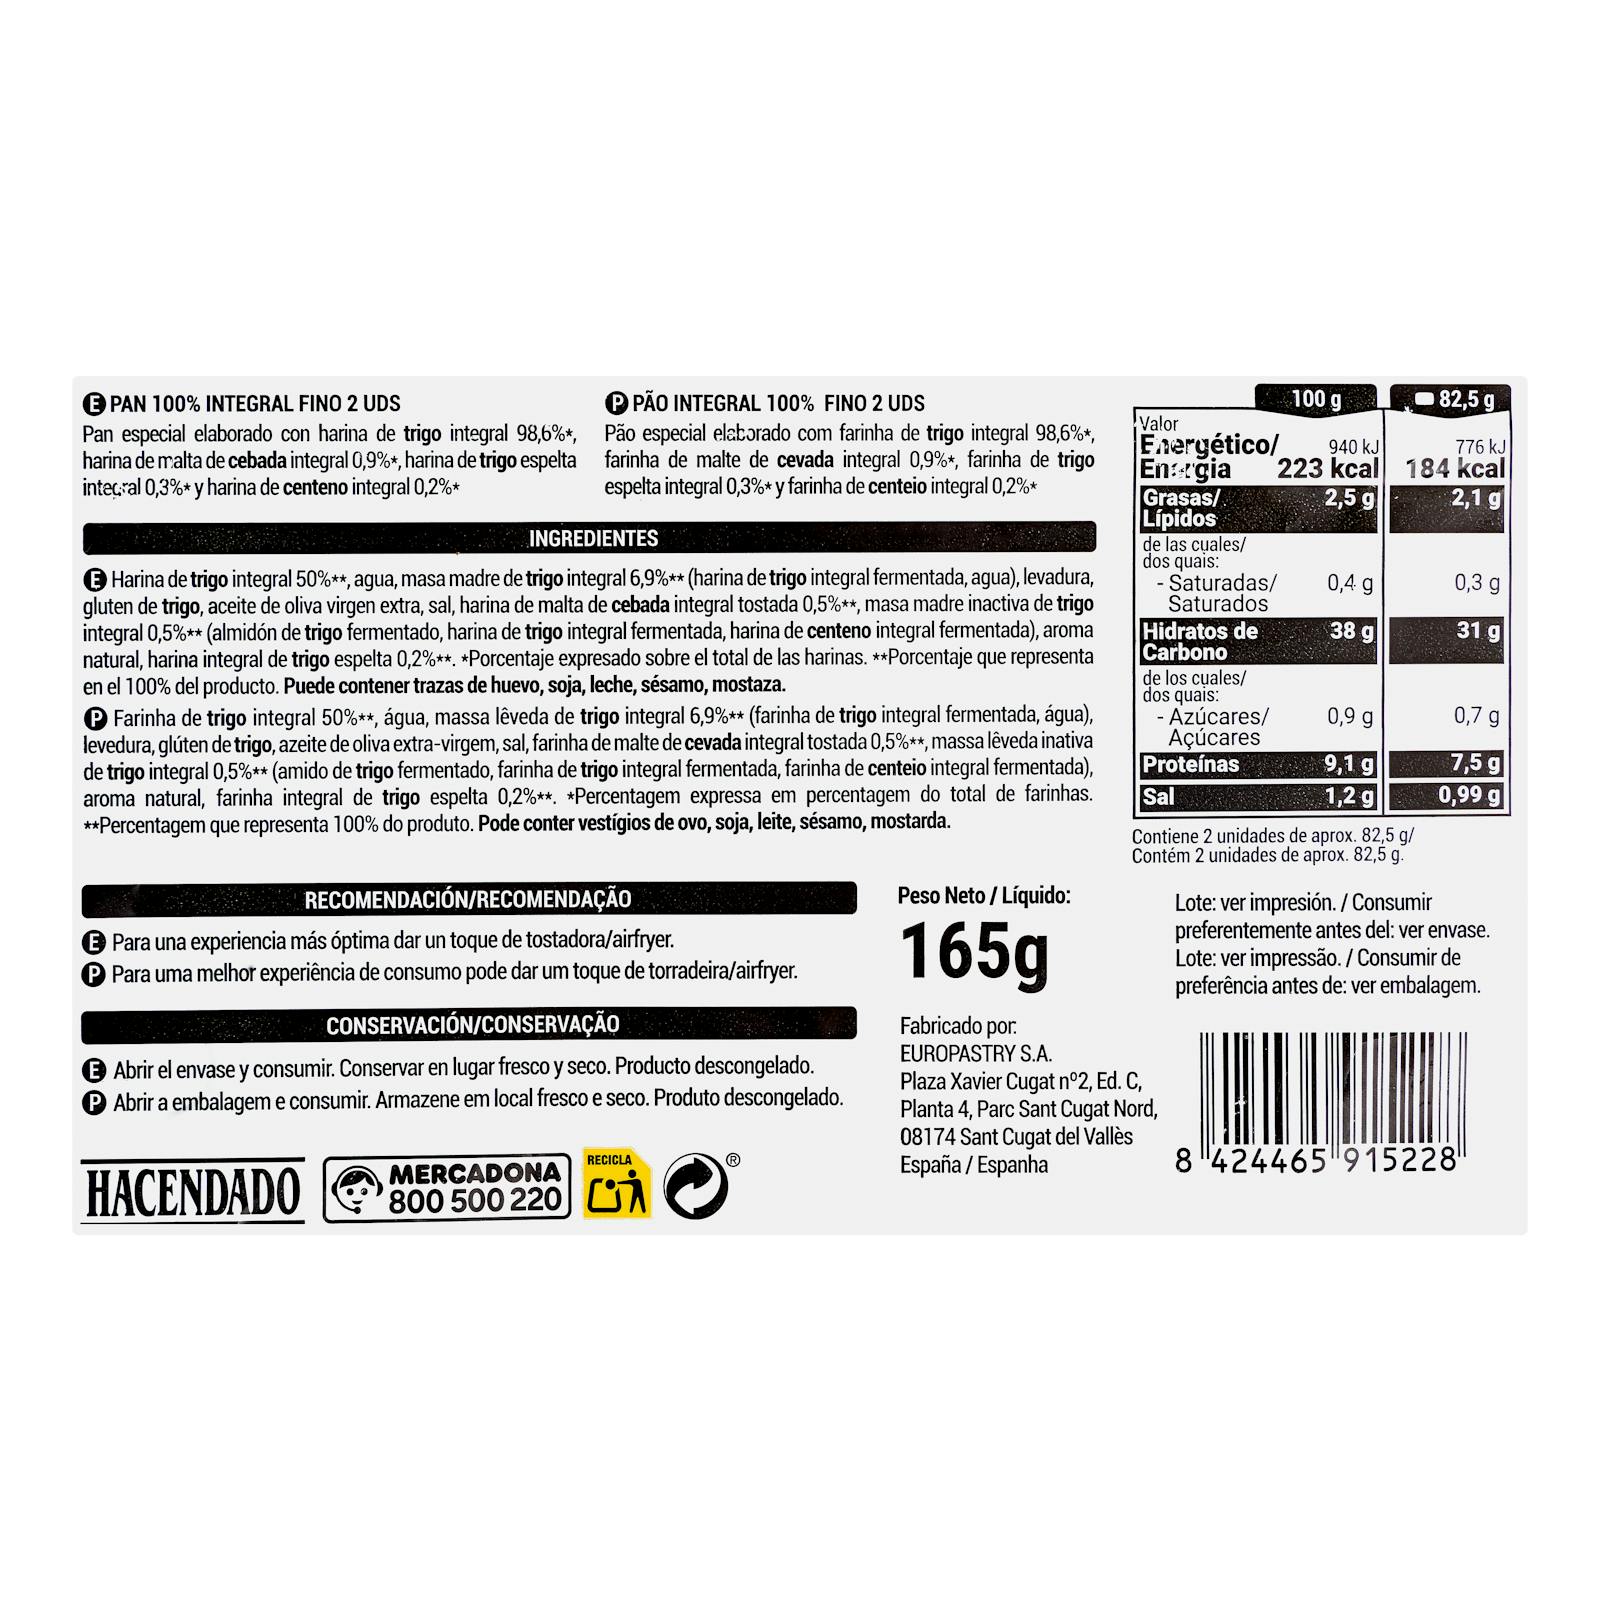 E PAN 100% INTEGRAL FINO 2 UDS
Pan especial elaborado con harina de trigo integral 98,6%*,
harina de malta de cebada integral 0,9%*, harina de trigo espelta
integral 0,3%* y harina de centeno integral 0,2%*
P PÃO INTEGRAL 100% FINO 2 UDS
Pão especial elaborado com farinha de trigo integral 98,6%*,
farinha de malte de cevada integral 0,9%*, farinha de trigo
espelta integral 0,3%* y farinha de centeio integral 0,2%*
INGREDIENTES
E Harina de trigo integral 50%**, agua, masa madre de trigo integral 6,9%** (harina de trigo integral fermentada, agua), levadura,
gluten de trigo, aceite de oliva virgen extra, sal, harina de malta de cebada integral tostada 0,5%**, masa madre inactiva de trigo
integral 0,5%** (almidón de trigo fermentado, harina de trigo integral fermentada, harina de centeno integral fermentada), aroma
natural, harina integral de trigo espelta 0,2%**. *Porcentaje expresado sobre el total de las harinas. **Porcentaje que representa
en el 100% del producto. Puede contener trazas de huevo, soja, leche, sésamo, mostaza.
P Farinha de trigo integral 50%**, água, massa lêveda de trigo integral 6,9%** (farinha de trigo integral fermentada, água),
levedura, glúten de trigo, azeite de oliva extra-virgem, sal, farinha de malte de cevada integral tostada 0,5%**, massa lêveda inativa
de trigo integral 0,5%** (amido de trigo fermentado, farinha de trigo integral fermentada, farinha de centeio integral fermentada),
aroma natural, farinha integral de trigo espelta 0,2%**. *Percentagem expressa em percentagem do total de farinhas.
**Percentagem que representa 100% do produto. Pode conter vestígios de ovo, soja, leite, sésamo, mostarda.
100 g 82,5 g
Valor
Energético/ 940 kJ 776 kJ
Energia 223 kcal 184 kcal
Grasas/ 2,5 g 2,1 g
Lípidos
de las cuales/
dos quais:
- Saturadas/ 0,4 g 0,3 g
Saturados
Hidratos de 38 g 31 g
Carbono
de los cuales/
dos quais:
- Azúcares/ 0,9 g 0,7 g
Açúcares
Proteínas 9,1 g 7,5 g
Sal 1,2 g 0,99 g
Contiene 2 unidades de aprox. 82,5 g/
Contém 2 unidades de aprox. 82,5 g.
RECOMENDACIÓN/RECOMENDAÇÃO
E Para una experiencia más óptima dar un toque de tostadora/airfryer.
P Para uma melhor experiência de consumo pode dar um toque de torradeira/airfryer.
CONSERVACIÓN/CONSERVAÇÃO
E Abrir el envase y consumir. Conservar en lugar fresco y seco. Producto descongelado.
P Abrir a embalagem e consumir. Armazene em local fresco e seco. Produto descongelado.
HACENDADO
MERCADONA
800 500 220
RECICLA
®
Peso Neto / Líquido:
165g
Fabricado por:
EUROPASTRY S.A.
Plaza Xavier Cugat nº2, Ed. C,
Planta 4, Parc Sant Cugat Nord,
08174 Sant Cugat del Vallès
España / Espanha
Lote: ver impresión. / Consumir
preferentemente antes del: ver envase.
Lote: ver impressão. / Consumir de
preferência antes de: ver embalagem.
8 424465 915228